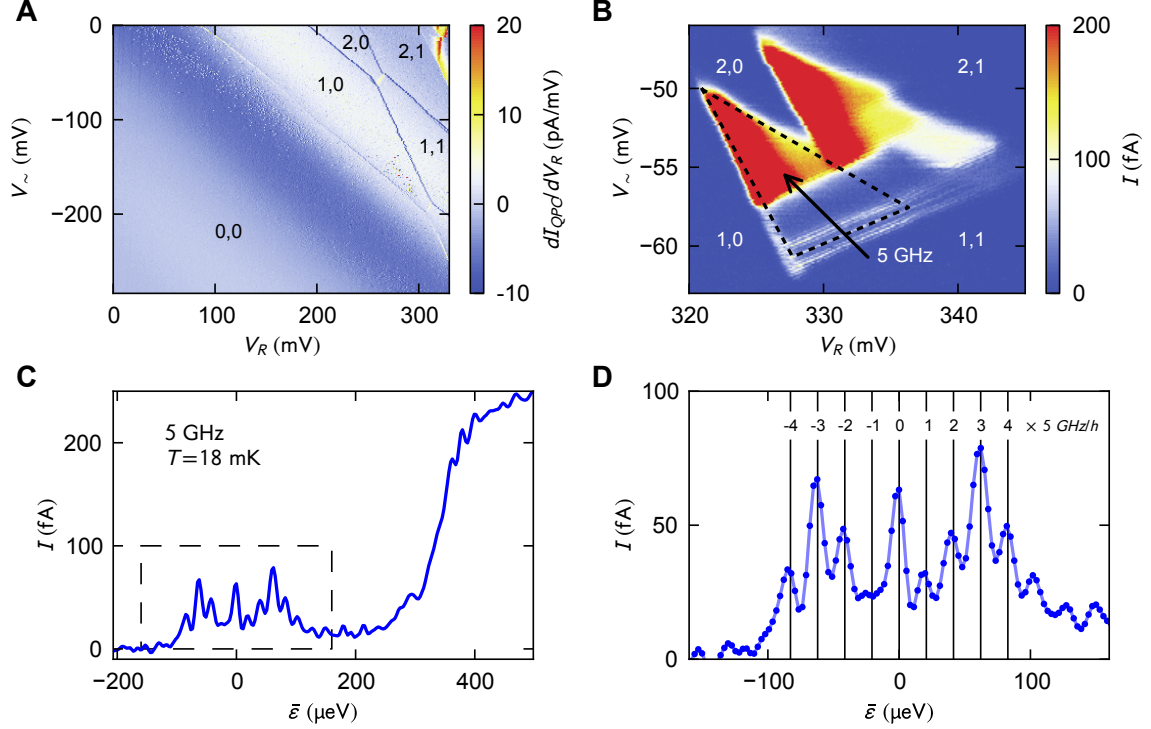 A
0
−100
−200
V~ (mV)
0 100 200 300
V_R (mV)
2,0
2,1
1,0
1,1
0,0
20
10
0
-10
dI_QPC/dV_R (pA/mV)
B
−50
−55
−60
V~ (mV)
320 330 340
V_R (mV)
2,0
2,1
1,0
1,1
5 GHz
200
100
0
I (fA)
C
200
100
0
I (fA)
−200 0 200 400
ε̄ (μeV)
5 GHz
T=18 mK
D
100
50
0
I (fA)
−100 0 100
ε̄ (μeV)
-4 -3 -2 -1 0 1 2 3 4 × 5 GHz/h